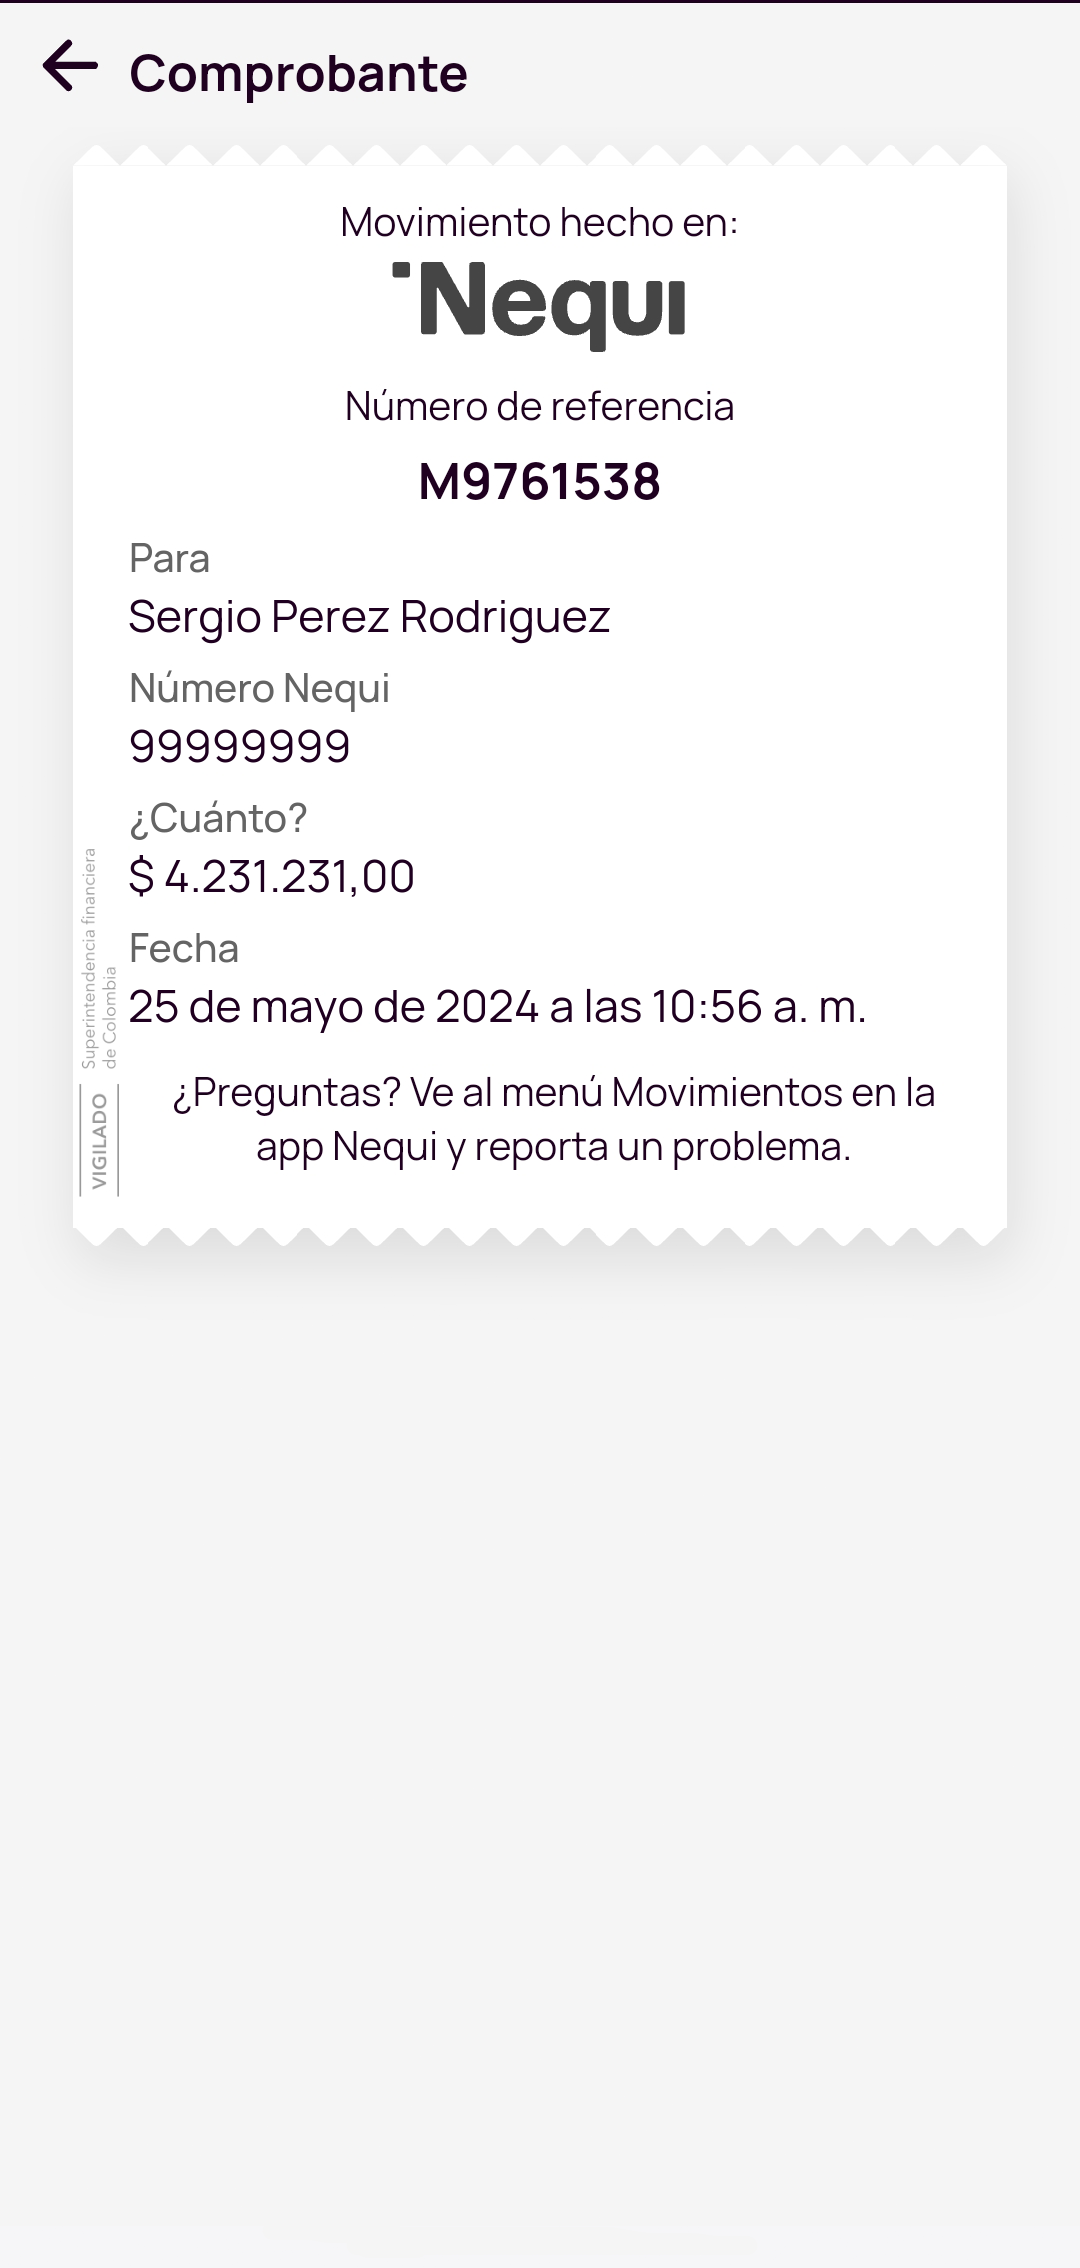 Comprobante
Movimiento hecho en:
Nequi
Número de referencia
M9761538
Para
Sergio Perez Rodriguez
Número Nequi
99999999
¿Cuánto?
$ 4.231.231,00
Fecha
25 de mayo de 2024 a las 10:56 a. m.
¿Preguntas? Ve al menú Movimientos en la
app Nequi y reporta un problema.
VIGILADO
Superintendencia financiera
de Colombia